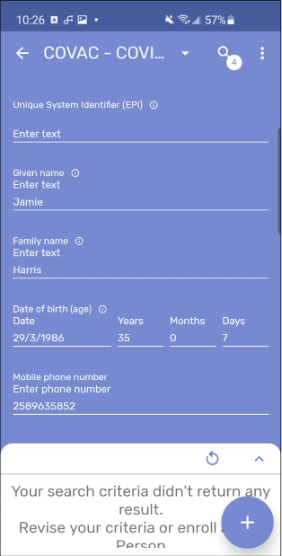 10:26
57%
COVAC - COVI...
4
Unique System Identifier (EPI)
Enter text
Given name
Enter text
Jamie
Family name
Enter text
Harris
Date of birth (age)
Date Years Months Days
29/3/1986 35 0 7
Mobile phone number
Enter phone number
2589635852
Your search criteria didn't return any
result.
Revise your criteria or enroll
Person